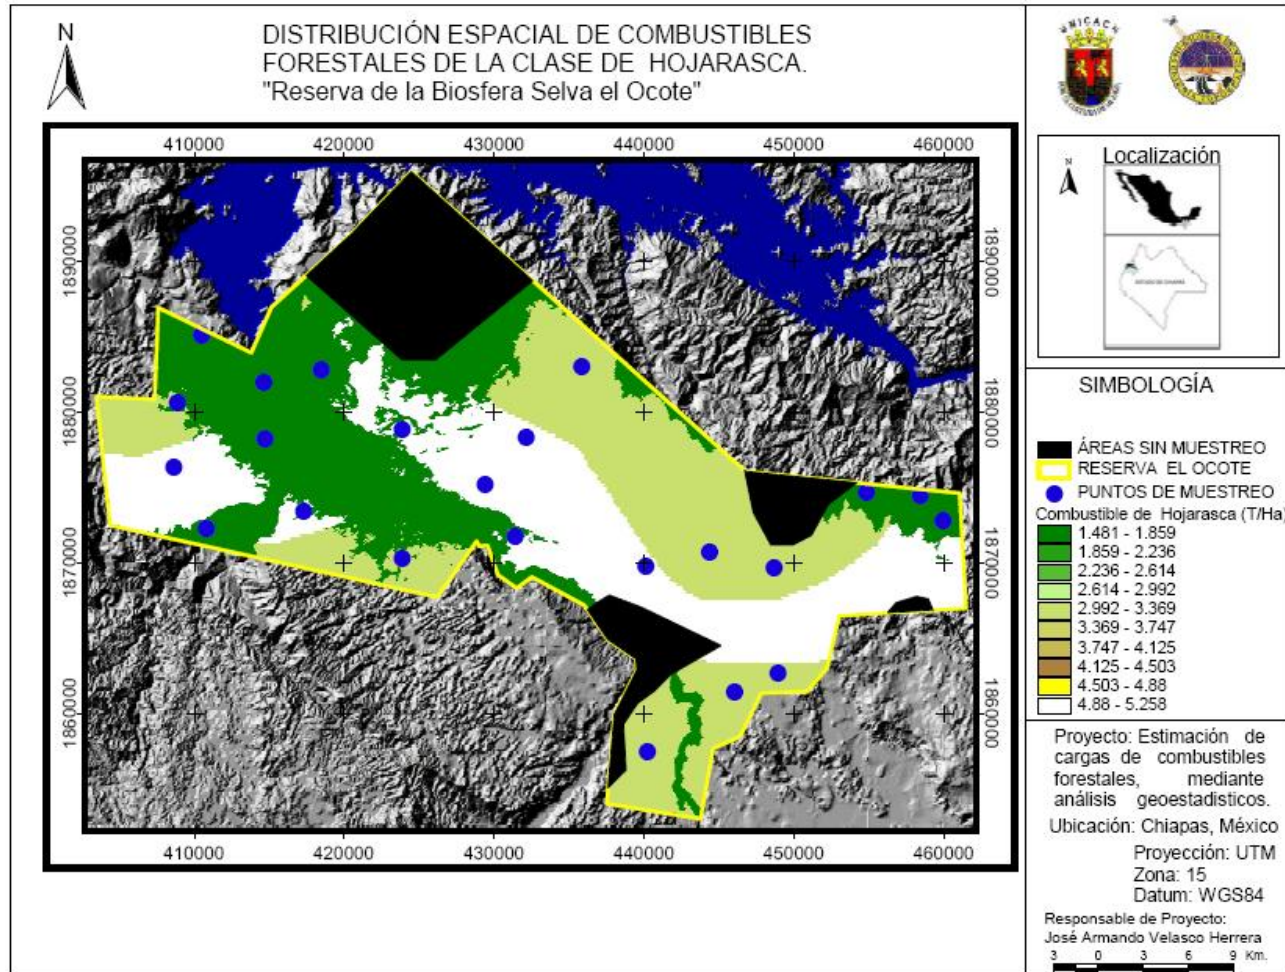 N
DISTRIBUCIÓN ESPACIAL DE COMBUSTIBLES
FORESTALES DE LA CLASE DE HOJARASCA.
"Reserva de la Biosfera Selva el Ocote"
410000 420000 430000 440000 450000 460000
1890000 1890000
1880000 1880000
1870000 1870000
1860000 1860000
410000 420000 430000 440000 450000 460000
UNICACH
Localización
N
SIMBOLOGÍA
ÁREAS SIN MUESTREO
RESERVA EL OCOTE
PUNTOS DE MUESTREO
Combustible de Hojarasca (T/Ha)
1.481 - 1.859
1.859 - 2.236
2.236 - 2.614
2.614 - 2.992
2.992 - 3.369
3.369 - 3.747
3.747 - 4.125
4.125 - 4.503
4.503 - 4.88
4.88 - 5.258
Proyecto: Estimación de
cargas de combustibles
forestales, mediante
análisis geoestadisticos.
Ubicación: Chiapas, México
Proyección: UTM
Zona: 15
Datum: WGS84
Responsable de Proyecto:
José Armando Velasco Herrera
3 0 3 6 9 Km.